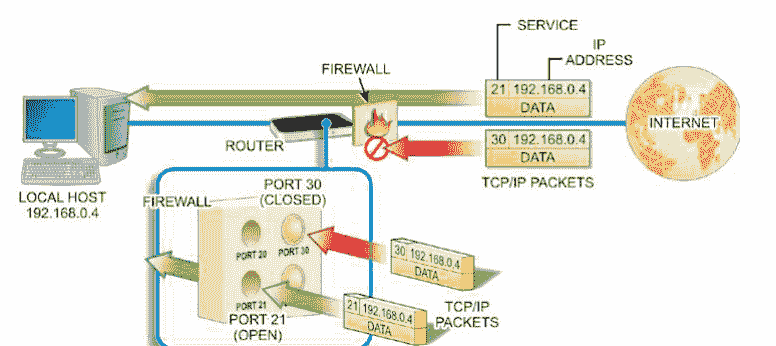 SERVICE
IP
ADDRESS
FIREWALL
21 192.168.0.4
DATA
INTERNET
ROUTER
30 192.168.0.4
DATA
TCP/IP PACKETS
LOCAL HOST
192.168.0.4
FIREWALL
PORT 30
(CLOSED)
PORT 20
PORT 30
30 192.168.0.4
DATA
PORT 21
21 192.168.0.4
DATA
TCP/IP
PACKETS
PORT 21
(OPEN)